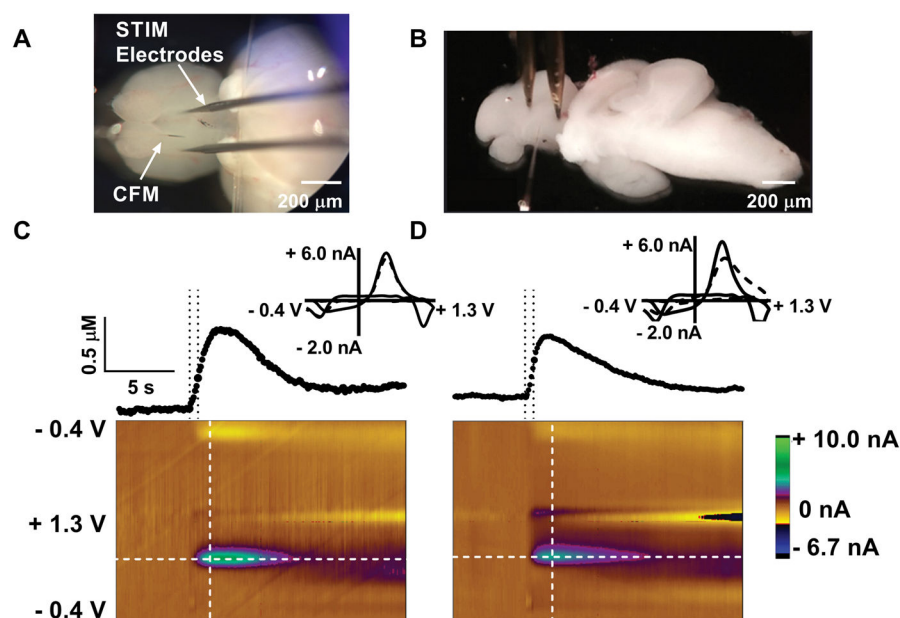 A
STIM
Electrodes
CFM
200 μm
B
200 μm
C
+ 6.0 nA
- 0.4 V
+ 1.3 V
- 2.0 nA
0.5 μM
5 s
D
+ 6.0 nA
- 0.4 V
+ 1.3 V
- 2.0 nA
- 0.4 V
+ 1.3 V
- 0.4 V
+ 10.0 nA
0 nA
- 6.7 nA